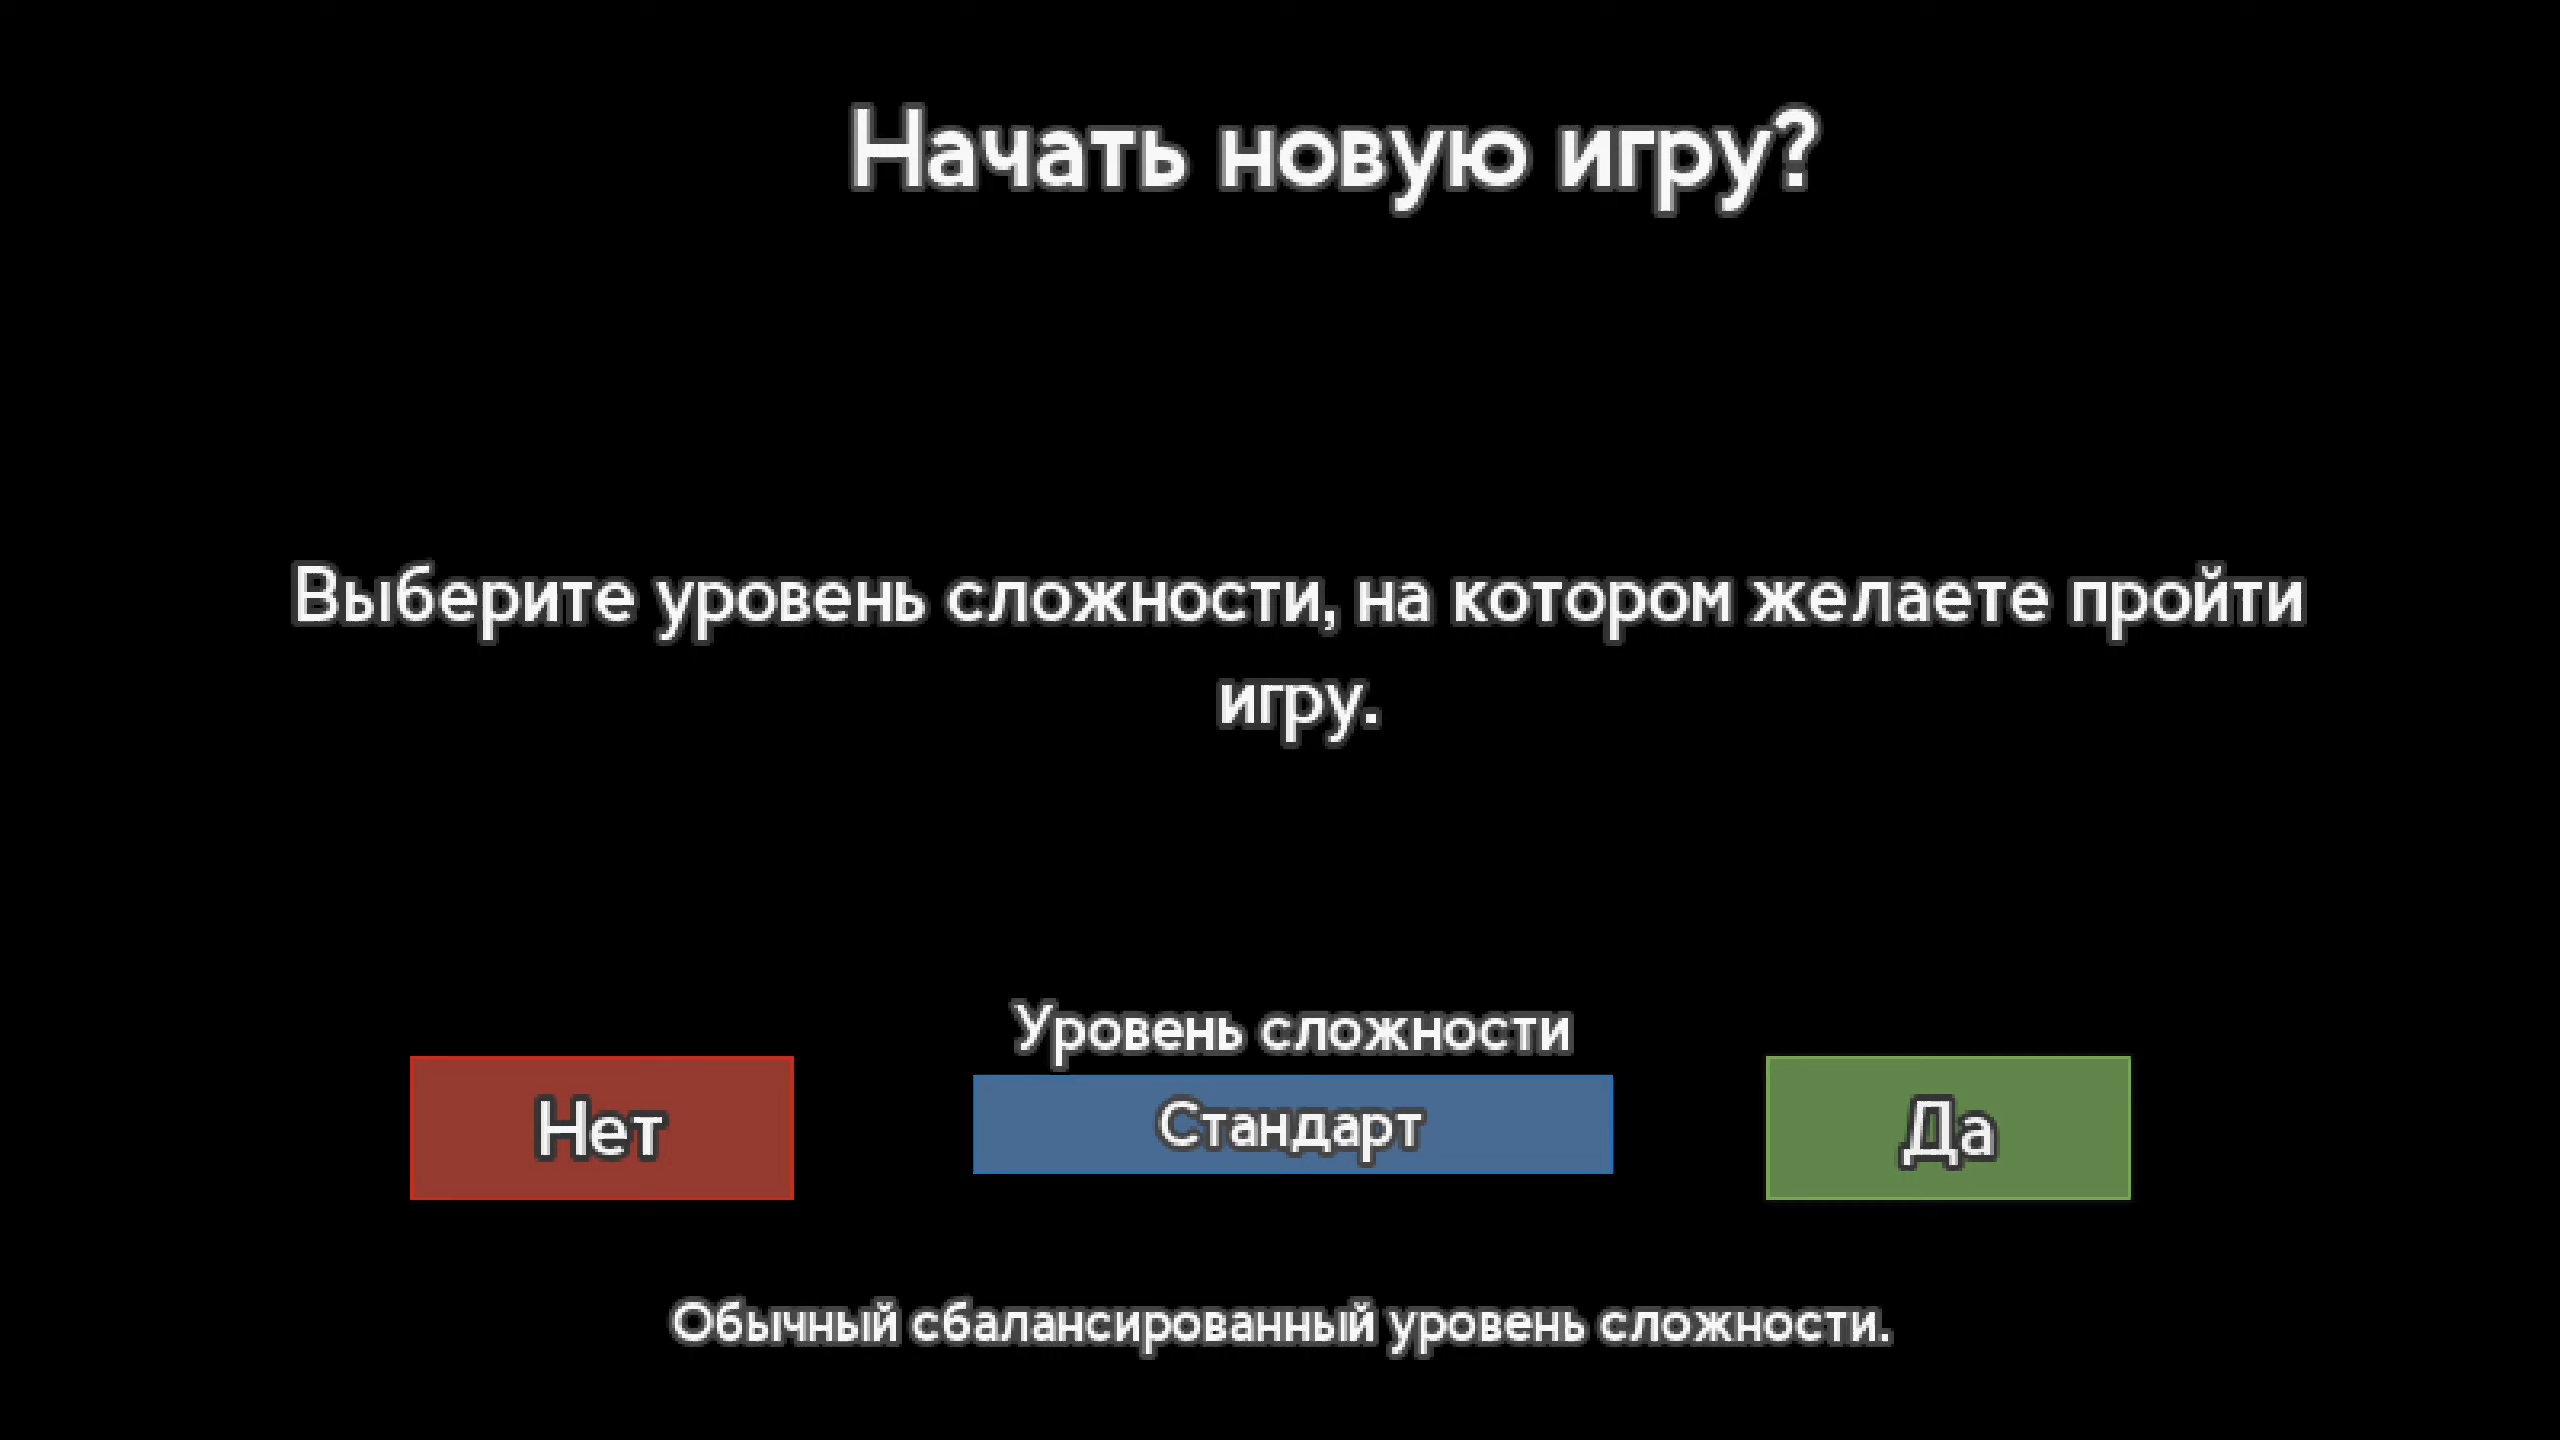 Начать новую игру?
Выберите уровень сложности, на котором желаете пройти
игру.
Уровень сложности
Нет
Стандарт
Да
Обычный сбалансированный уровень сложности.